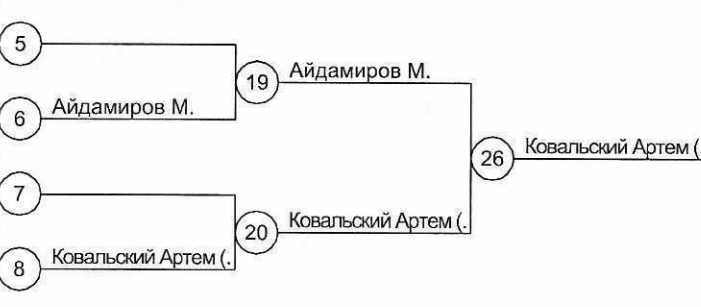 5
19 Айдамиров М.
6 Айдамиров М.
26 Ковальский Артем (.
7
20 Ковальский Артем (.
8 Ковальский Артем (.